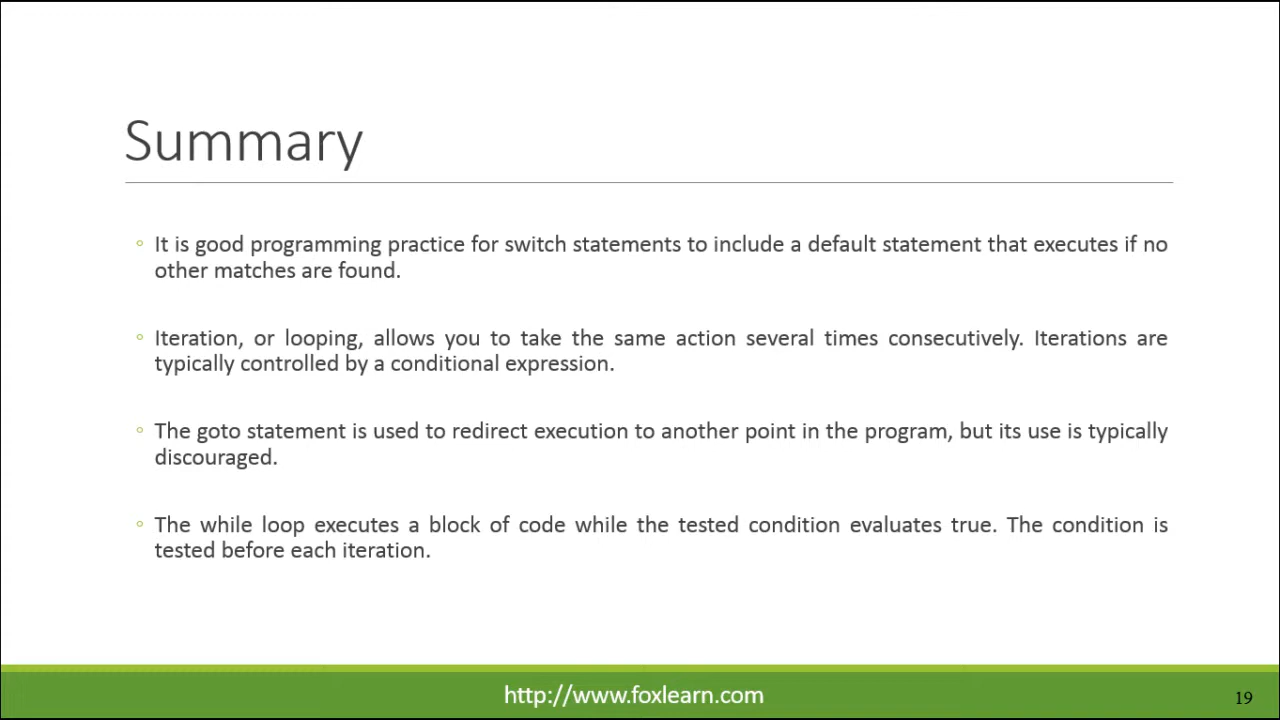 Summary
◦ It is good programming practice for switch statements to include a default statement that executes if no
other matches are found.
◦ Iteration, or looping, allows you to take the same action several times consecutively. Iterations are
typically controlled by a conditional expression.
◦ The goto statement is used to redirect execution to another point in the program, but its use is typically
discouraged.
◦ The while loop executes a block of code while the tested condition evaluates true. The condition is
tested before each iteration.
http://www.foxlearn.com
19